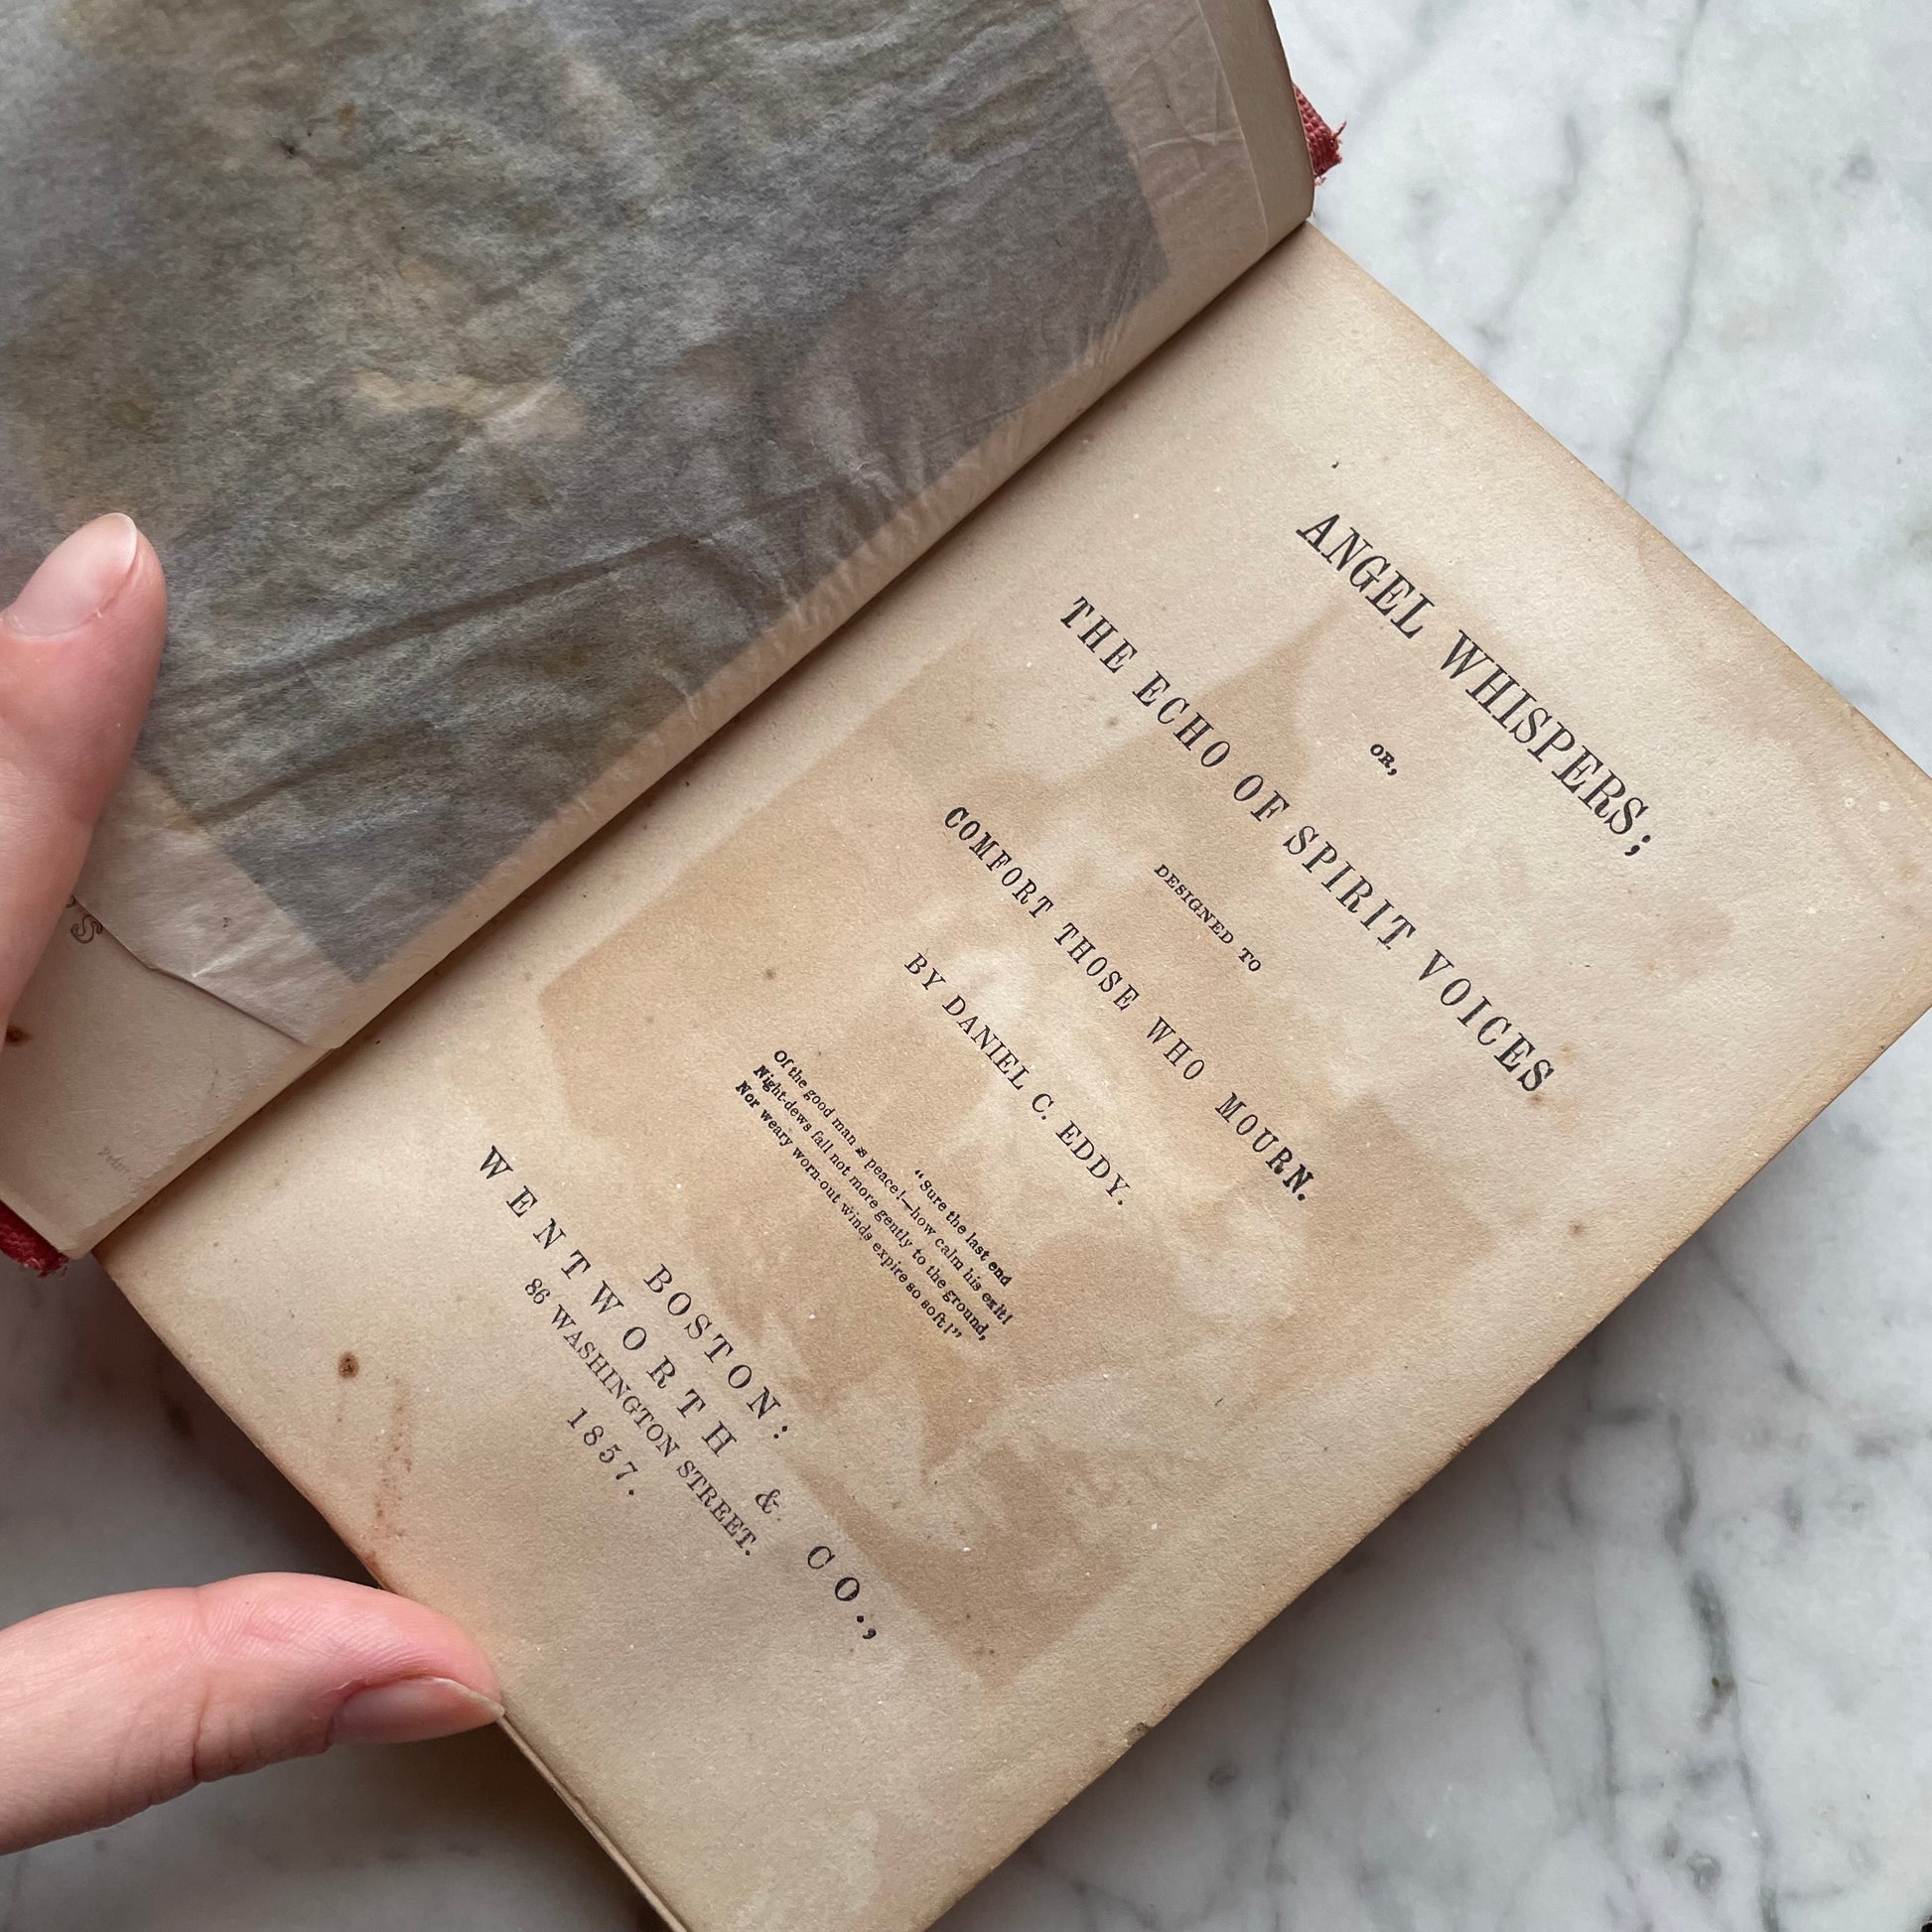 ANGEL WHISPERS;
OR,
THE ECHO OF SPIRIT VOICES
DESIGNED TO
COMFORT THOSE WHO MOURN.
BY DANIEL C. EDDY.
"Sure the last end
Of the good man is peace!—how calm his exit!
Night-dews fall not more gently to the ground,
Nor weary worn-out winds expire so soft!"
BOSTON:
WENTWORTH & CO.,
86 WASHINGTON STREET.
1857.